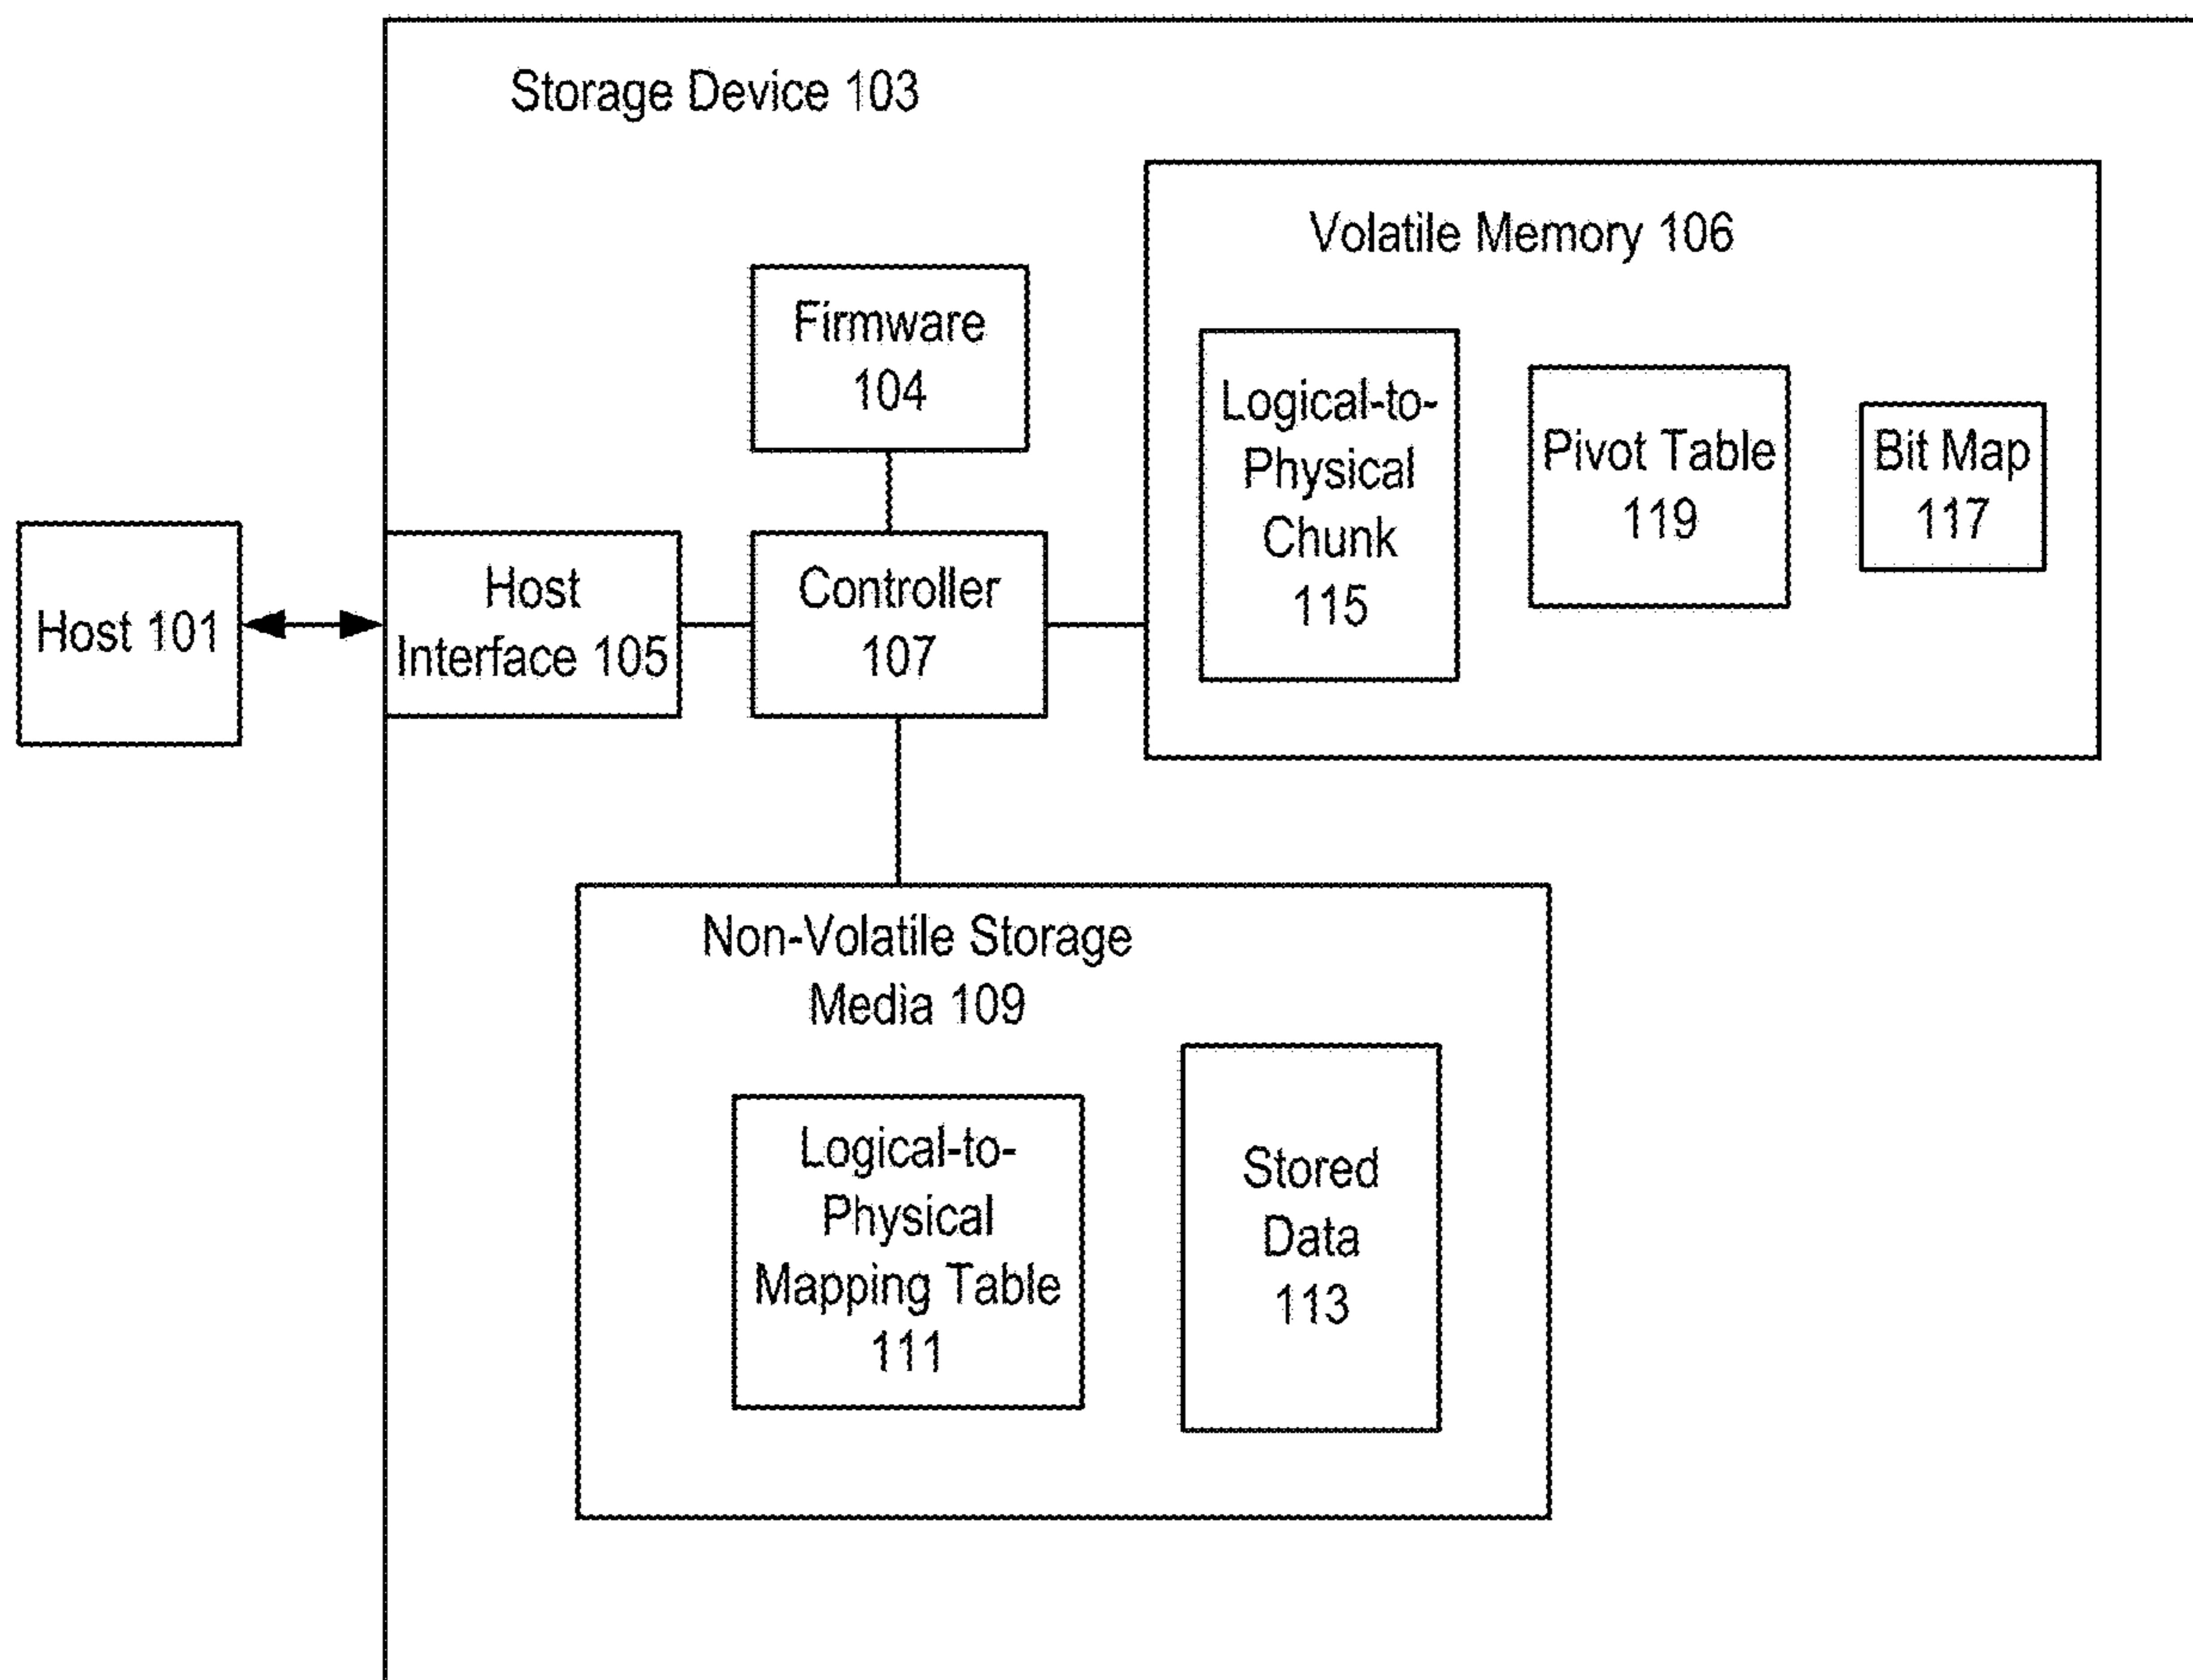 Storage Device 103
Volatile Memory 106
Firmware
104
Logical-to-
Physical
Chunk
115
Pivot Table
119
Bit Map
117
Host 101
Host
Interface 105
Controller
107
Non-Volatile Storage
Media 109
Logical-to-
Physical
Mapping Table
111
Stored
Data
113